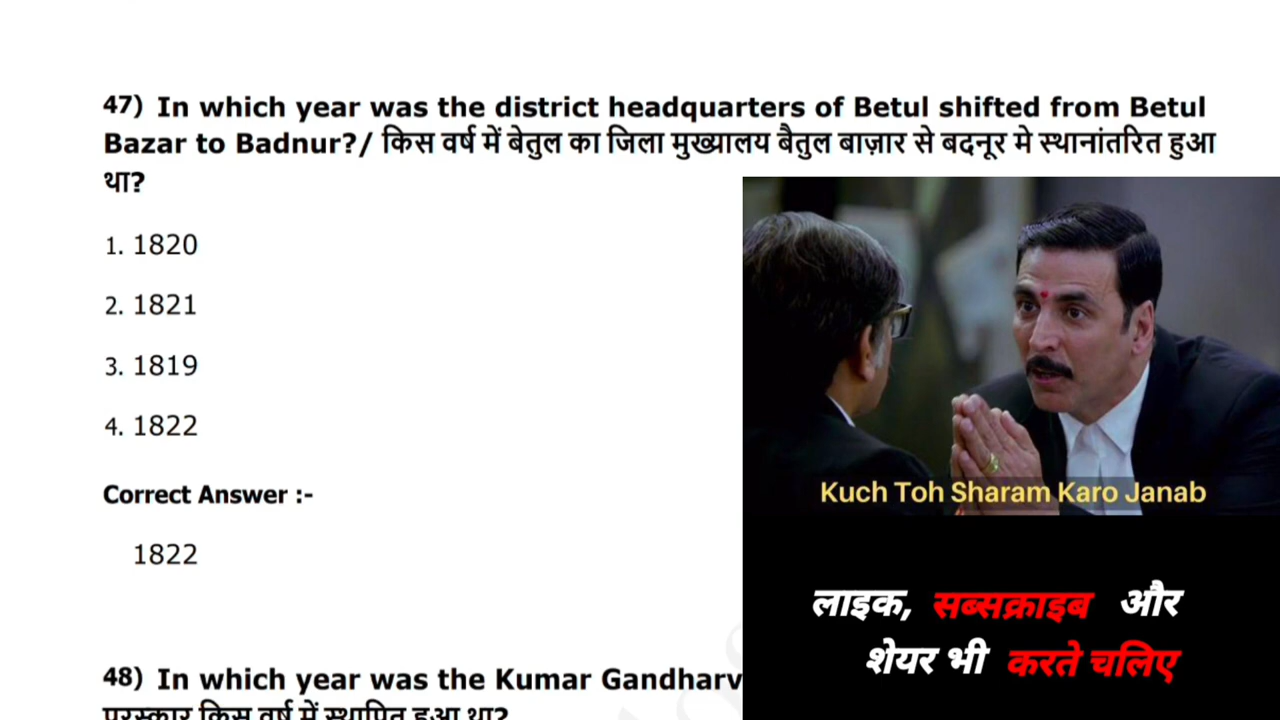 47) In which year was the district headquarters of Betul shifted from Betul
Bazar to Badnur?/ किस वर्ष में बेतुल का जिला मुख्यालय बैतुल बाज़ार से बदनूर मे स्थानांतरित हुआ
था?
1. 1820
2. 1821
3. 1819
4. 1822
Correct Answer :-
1822
48) In which year was the Kumar Gandharv
पुरस्कार किस वर्ष में स्थापित हुआ था?
Kuch Toh Sharam Karo Janab
लाइक, सब्सक्राइब और
शेयर भी करते चलिए